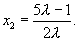 x₂ = (5λ − 1)/(2λ).